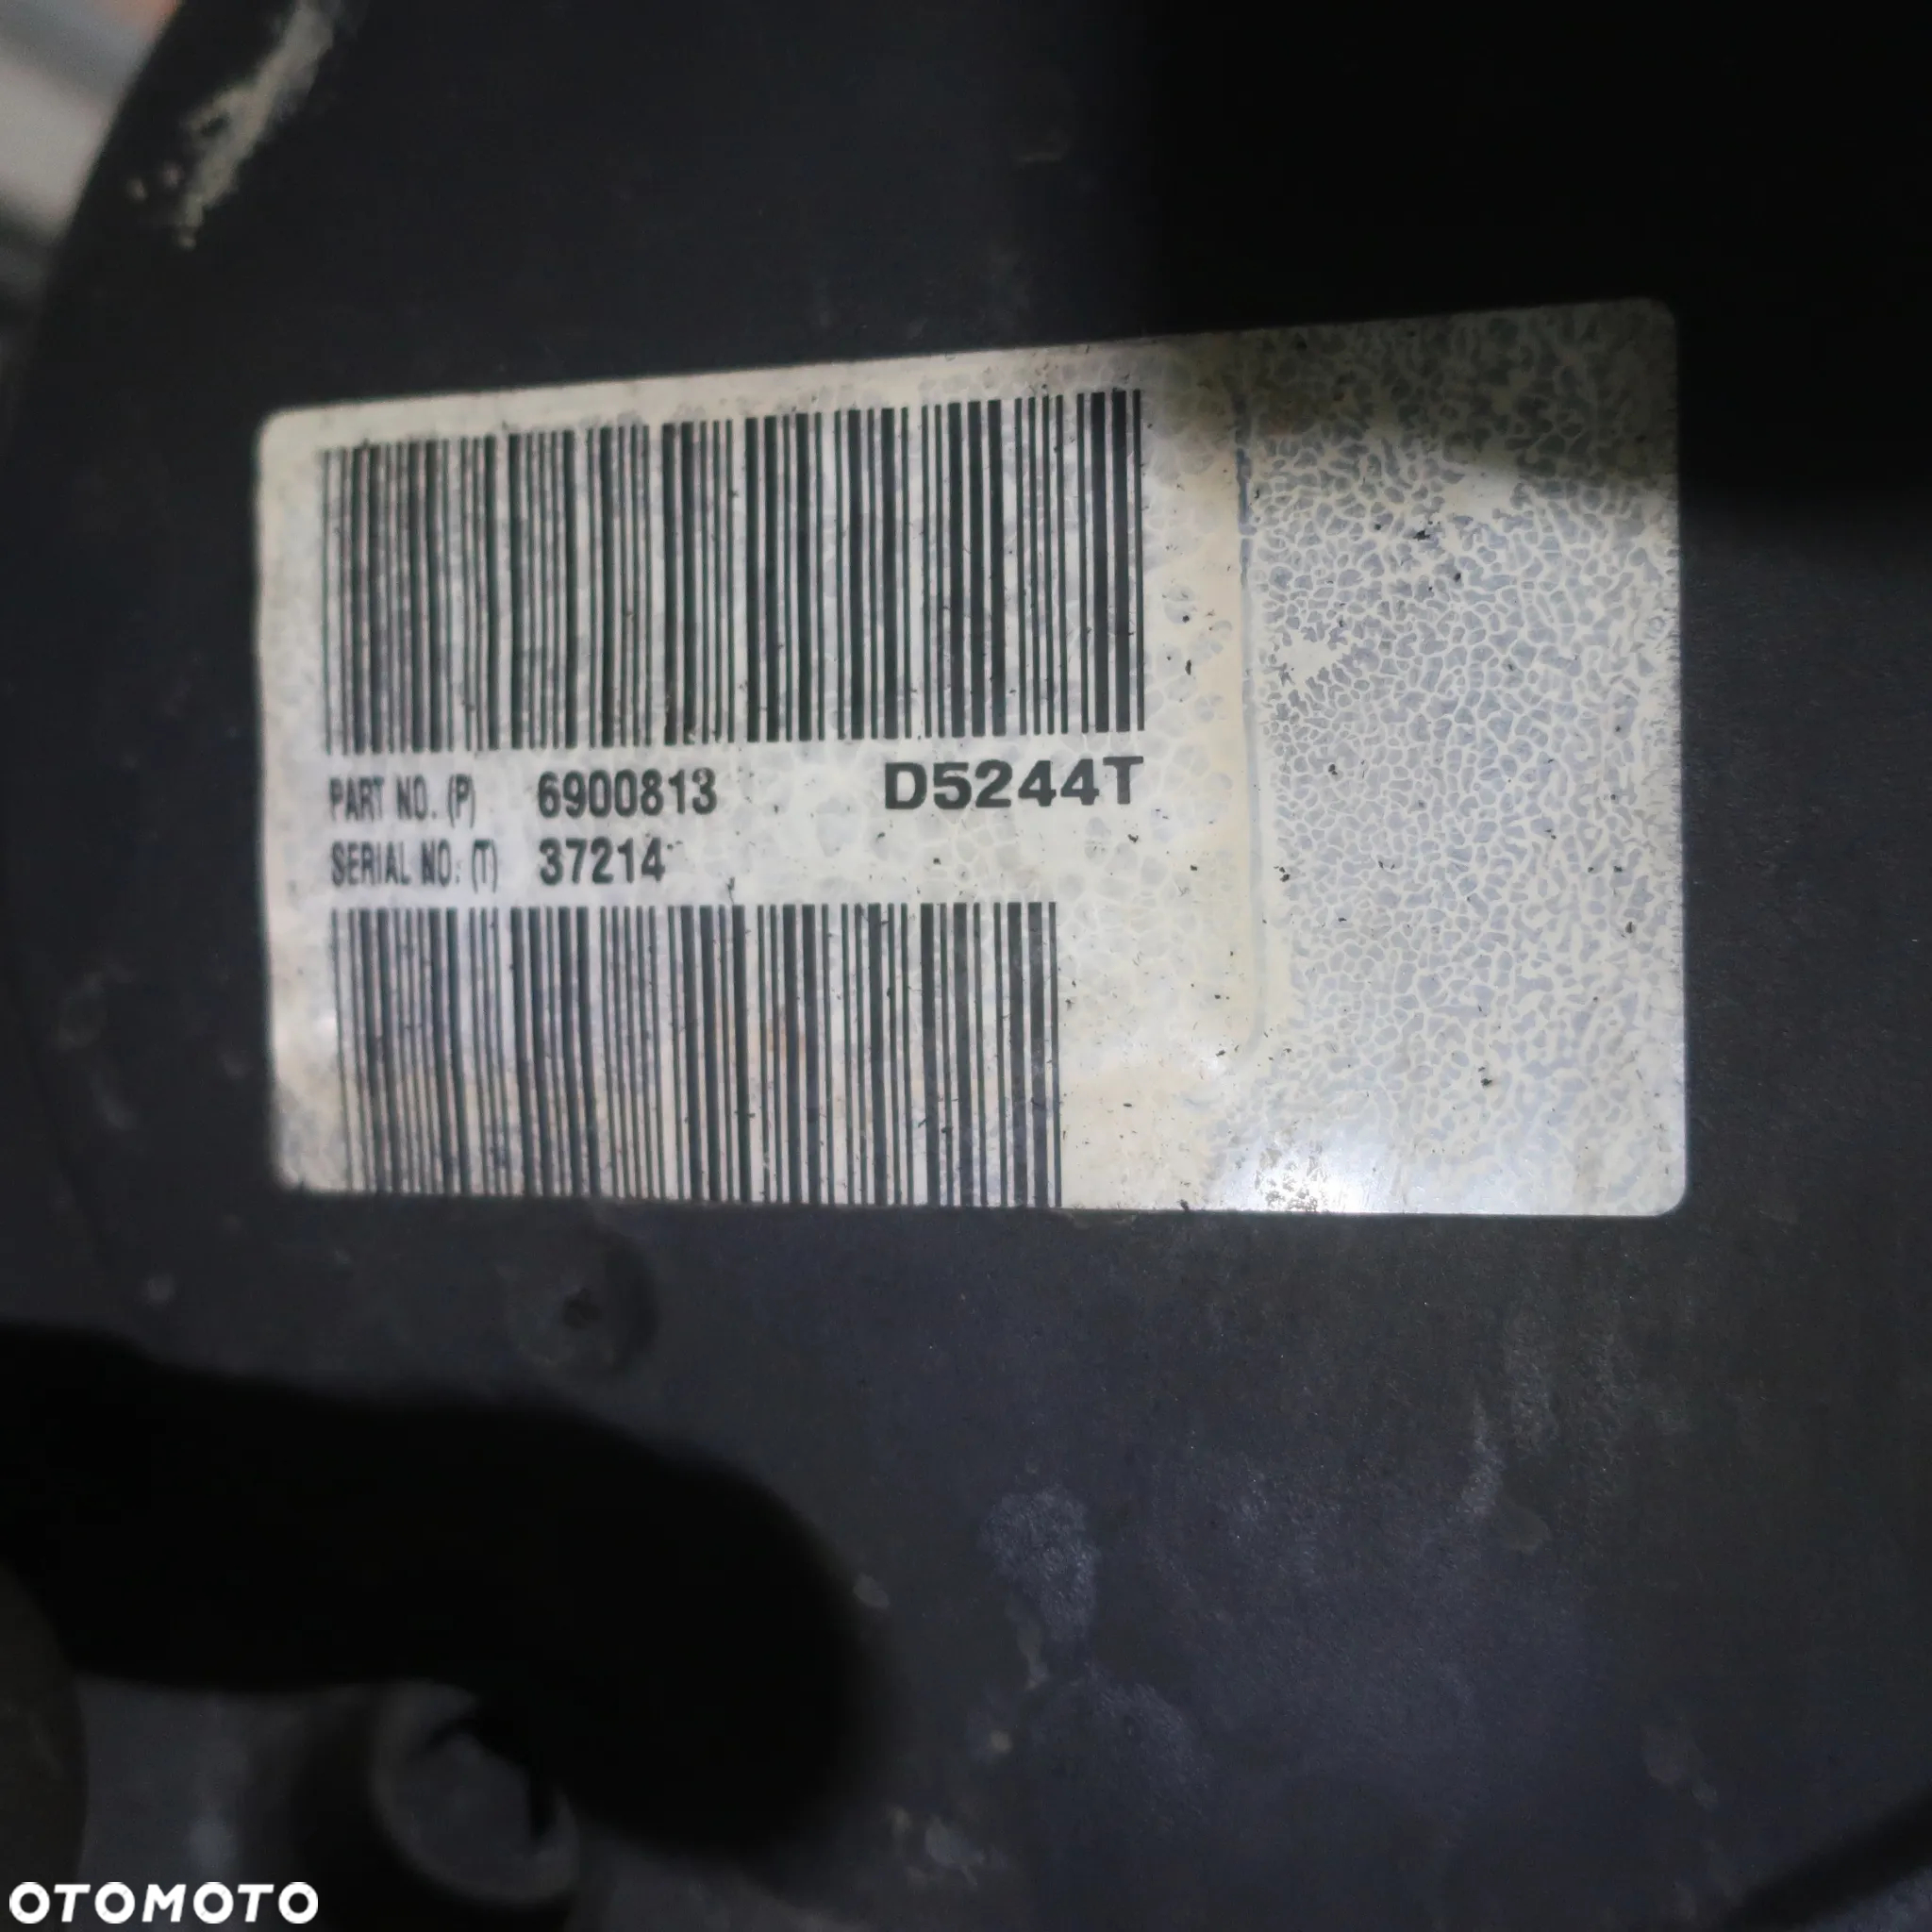 PART NO. (P) 6900813 D5244T
SERIAL NO. (T) 37214
OTOMOTO